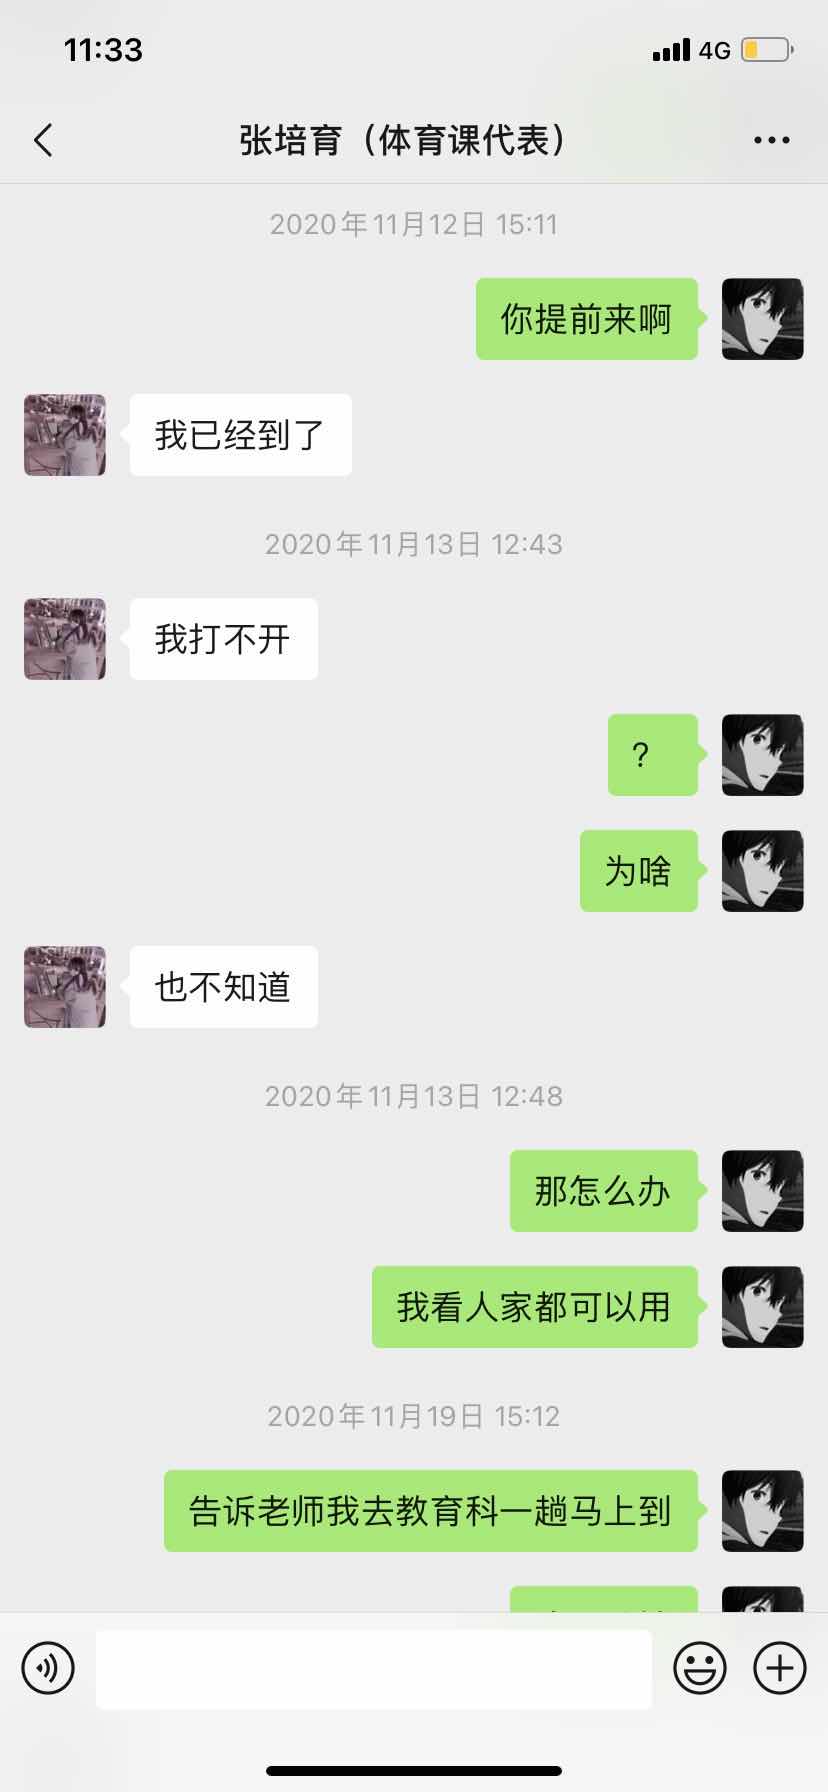 11:33
4G
张培育（体育课代表）
2020年11月12日 15:11
你提前来啊
我已经到了
2020年11月13日 12:43
我打不开
？
为啥
也不知道
2020年11月13日 12:48
那怎么办
我看人家都可以用
2020年11月19日 15:12
告诉老师我去教育科一趟马上到